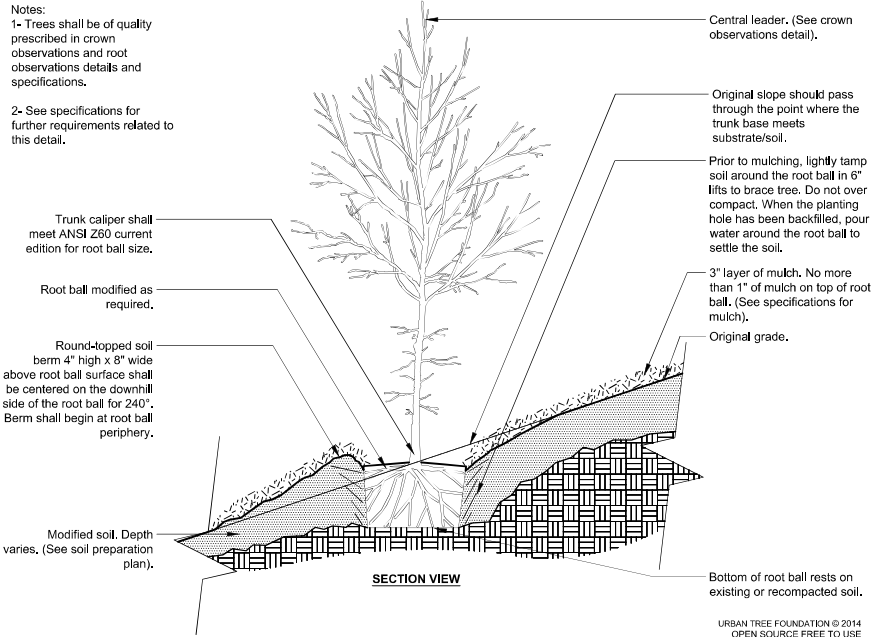 Notes:
1- Trees shall be of quality
prescribed in crown
observations and root
observations details and
specifications.
2- See specifications for
further requirements related to
this detail.
Trunk caliper shall
meet ANSI Z60 current
edition for root ball size.
Root ball modified as
required.
Round-topped soil
berm 4" high x 8" wide
above root ball surface shall
be centered on the downhill
side of the root ball for 240°.
Berm shall begin at root ball
periphery.
Modified soil. Depth
varies. (See soil preparation
plan).
Central leader. (See crown
observations detail).
Original slope should pass
through the point where the
trunk base meets
substrate/soil.
Prior to mulching, lightly tamp
soil around the root ball in 6"
lifts to brace tree. Do not over
compact. When the planting
hole has been backfilled, pour
water around the root ball to
settle the soil.
3" layer of mulch. No more
than 1" of mulch on top of root
ball. (See specifications for
mulch).
Original grade.
Bottom of root ball rests on
existing or recompacted soil.
SECTION VIEW
URBAN TREE FOUNDATION © 2014
OPEN SOURCE FREE TO USE